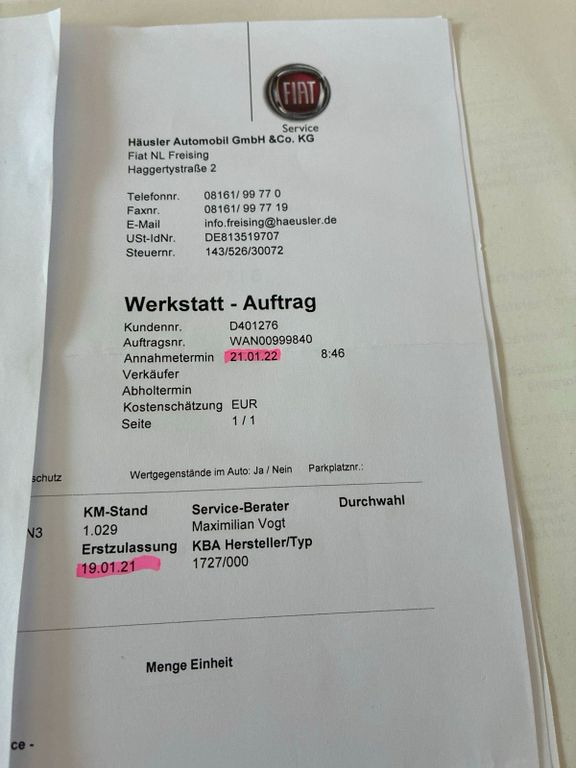 FIAT
Service
Häusler Automobil GmbH &Co. KG
Fiat NL Freising
Haggertystraße 2
Telefonnr. 08161/ 99 77 0
Faxnr. 08161/ 99 77 19
E-Mail info.freising@haeusler.de
USt-IdNr. DE813519707
Steuernr. 143/526/30072
Werkstatt - Auftrag
Kundennr. D401276
Auftragsnr. WAN00999840
Annahmetermin 21.01.22 8:46
Verkäufer
Abholtermin
Kostenschätzung EUR
Seite 1 / 1
schutz Wertgegenstände im Auto: Ja / Nein Parkplatznr.:
KM-Stand Service-Berater Durchwahl
N3 1.029 Maximilian Vogt
Erstzulassung KBA Hersteller/Typ
19.01.21 1727/000
Menge Einheit
ce -